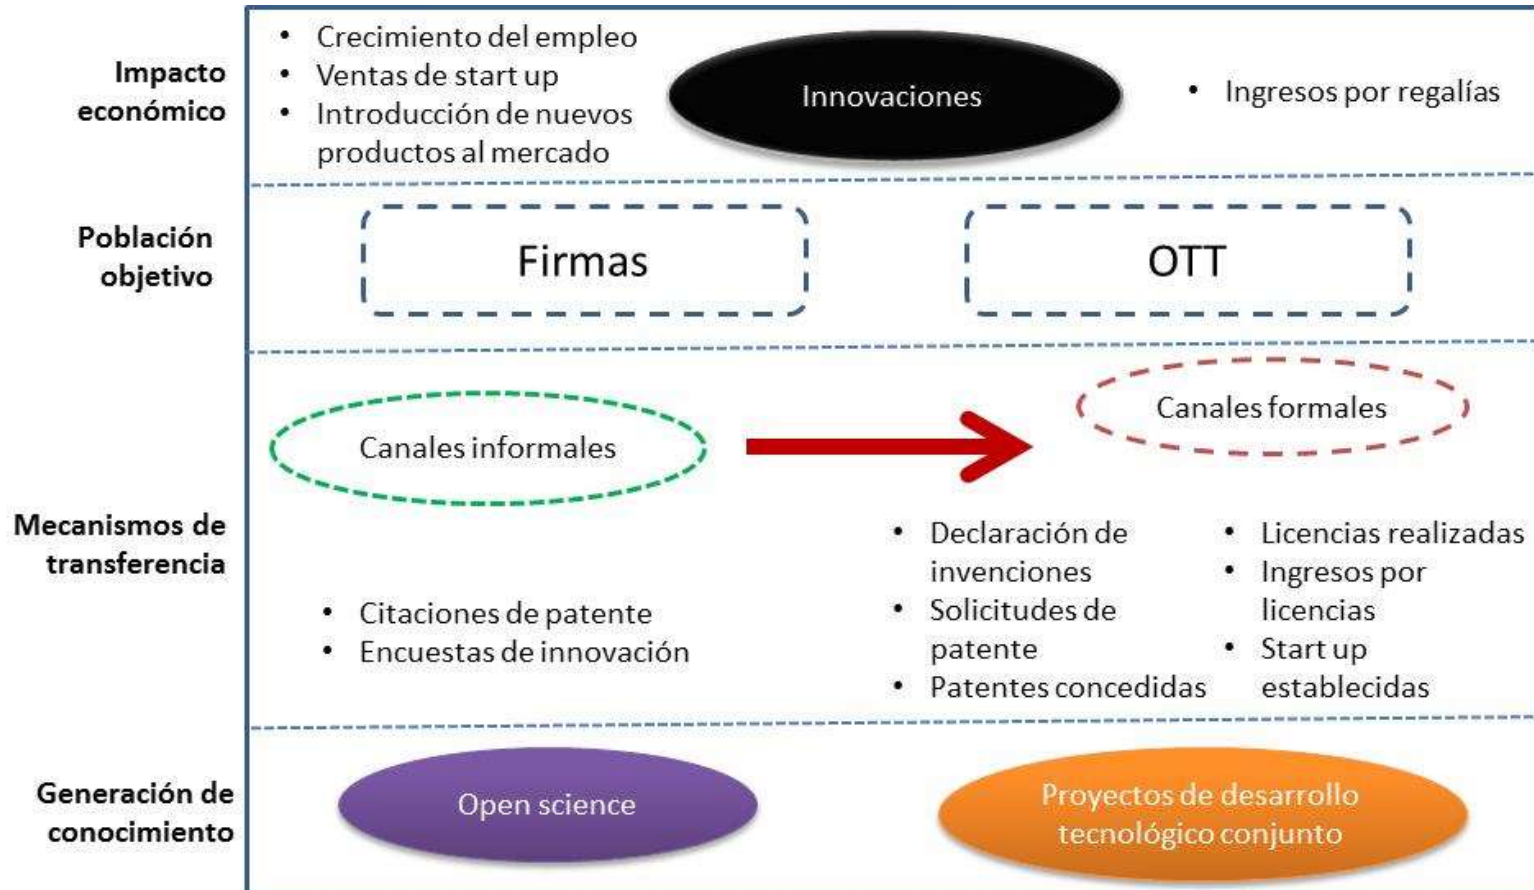 Impacto
económico
• Crecimiento del empleo
• Ventas de start up
• Introducción de nuevos
productos al mercado
Innovaciones
• Ingresos por regalías
Población
objetivo
Firmas
OTT
Mecanismos de
transferencia
Canales informales
Canales formales
• Citaciones de patente
• Encuestas de innovación
• Declaración de
invenciones
• Solicitudes de
patente
• Patentes concedidas
• Licencias realizadas
• Ingresos por
licencias
• Start up
establecidas
Generación de
conocimiento
Open science
Proyectos de desarrollo
tecnológico conjunto